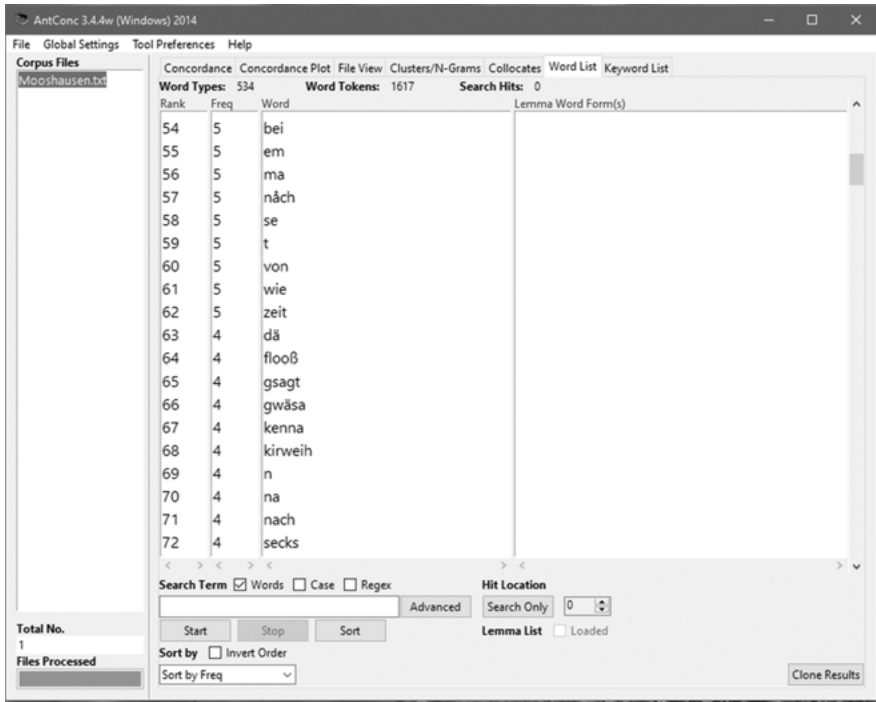 AntConc 3.4.4w (Windows) 2014
File Global Settings Tool Preferences Help
Corpus Files
Mooshausen.txt
Concordance Concordance Plot File View Clusters/N-Grams Collocates Word List Keyword List
Word Types: 534 Word Tokens: 1617 Search Hits: 0
Rank Freq Word Lemma Word Form(s)
54 5 bei
55 5 em
56 5 ma
57 5 nåch
58 5 se
59 5 t
60 5 von
61 5 wie
62 5 zeit
63 4 dä
64 4 flooß
65 4 gsagt
66 4 gwäsa
67 4 kenna
68 4 kirweih
69 4 n
70 4 na
71 4 nach
72 4 secks
Search Term Words Case Regex Hit Location
Advanced Search Only 0
Total No.
1
Start Stop Sort Lemma List Loaded
Files Processed
Sort by Invert Order
Sort by Freq Clone Results